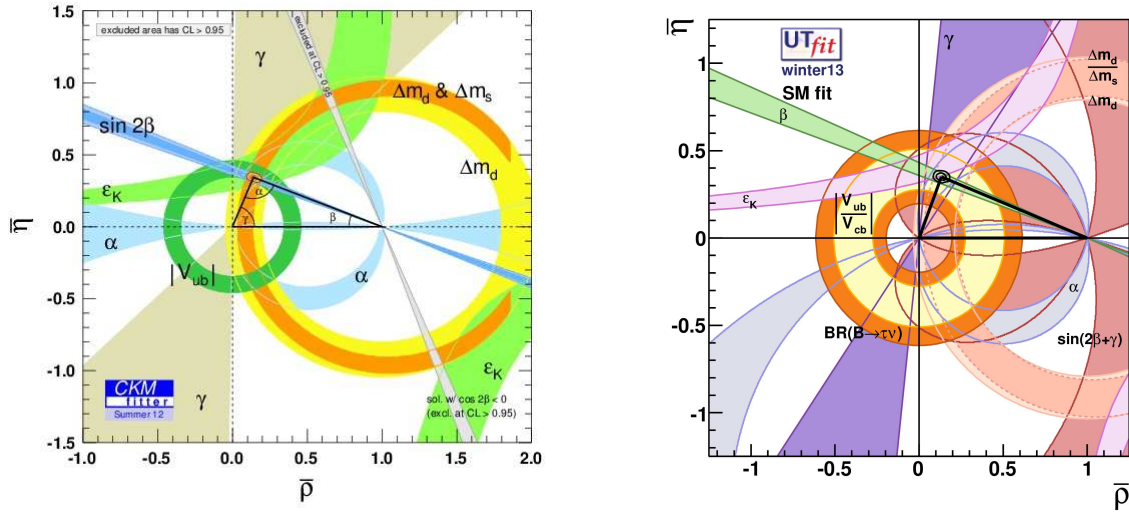 excluded area has CL > 0.95
excluded at CL > 0.95
γ
Δm_d & Δm_s
sin 2β
Δm_d
ε_K
α
γ
β
α
α
|V_ub|
ε_K
γ
CKM
fitter
Summer 12
sol. w/ cos 2β < 0
(excl. at CL > 0.95)
1.5
1.0
0.5
0.0
-0.5
-1.0
-1.5
-1.0
-0.5
0.0
0.5
1.0
1.5
2.0
η̅
ρ̅
η̅
UTfit
winter13
SM fit
γ
Δm_d
Δm_s
Δm_d
β
ε_K
|V_ub
V_cb|
α
BR(B→τν)
sin(2β+γ)
1
0.5
0
-0.5
-1
-1
-0.5
0
0.5
1
ρ̅